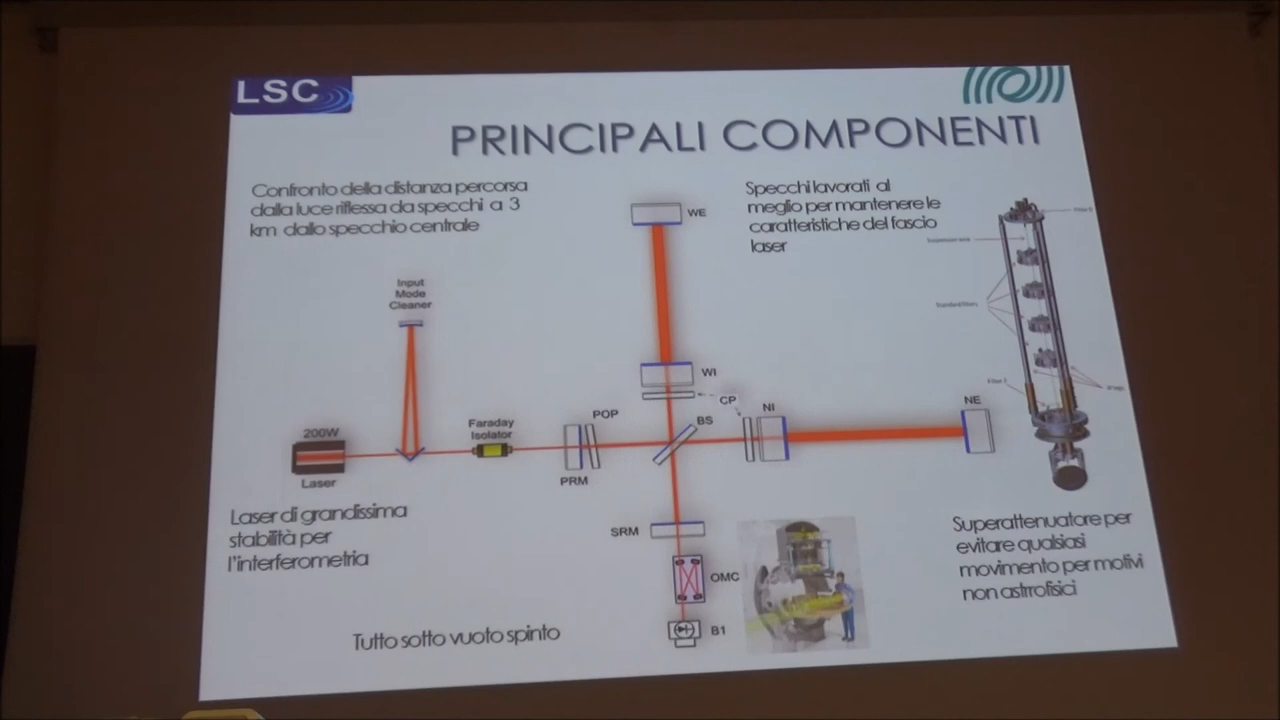 LSC
PRINCIPALI COMPONENTI
Confronto della distanza percorsa
dalla luce riflessa da specchi a 3
km dallo specchio centrale
Specchi lavorati al
meglio per mantenere le
caratteristiche del fascio
laser
WE
Input
Mode
Cleaner
WI
CP
POP
BS
NI
NE
Faraday
Isolator
200W
Laser
PRM
Laser di grandissima
stabilità per
l'interferometria
SRM
OMC
B1
Superattenuatore per
evitare qualsiasi
movimento per motivi
non astrrofisici
Tutto sotto vuoto spinto